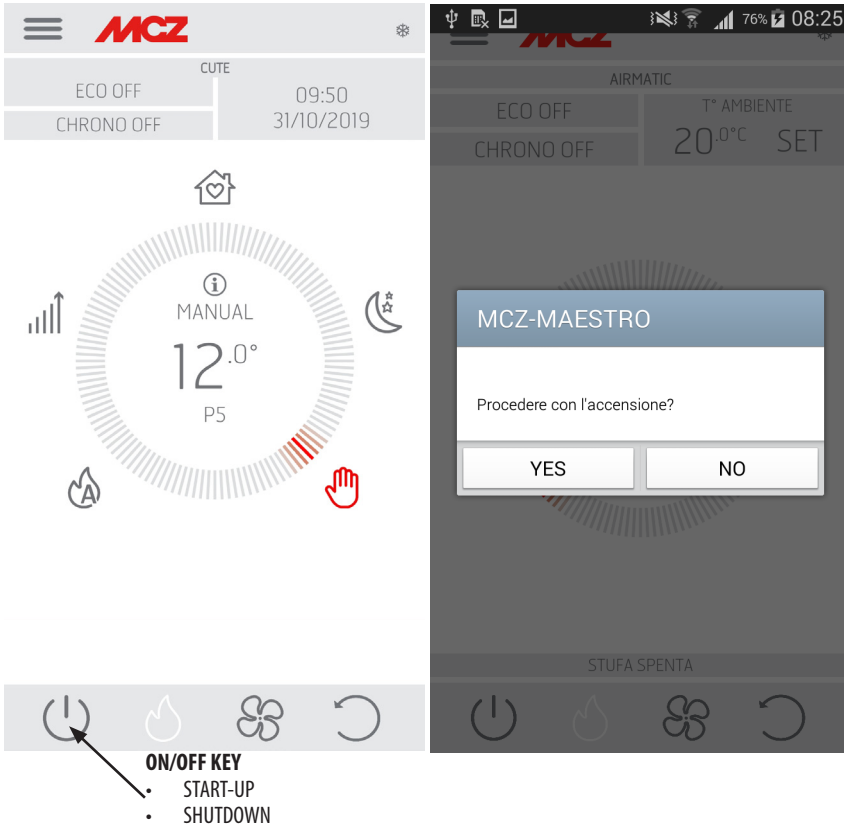 MCZ
CUTE
ECO OFF
CHRONO OFF
09:50
31/10/2019
MANUAL
12.0°
P5
A
ON/OFF KEY
• START-UP
• SHUTDOWN
76% 08:25
MCZ
AIRMATIC
ECO OFF
CHRONO OFF
T° AMBIENTE
20.0°C SET
MCZ-MAESTRO
Procedere con l'accensione?
YES NO
STUFA SPENTA